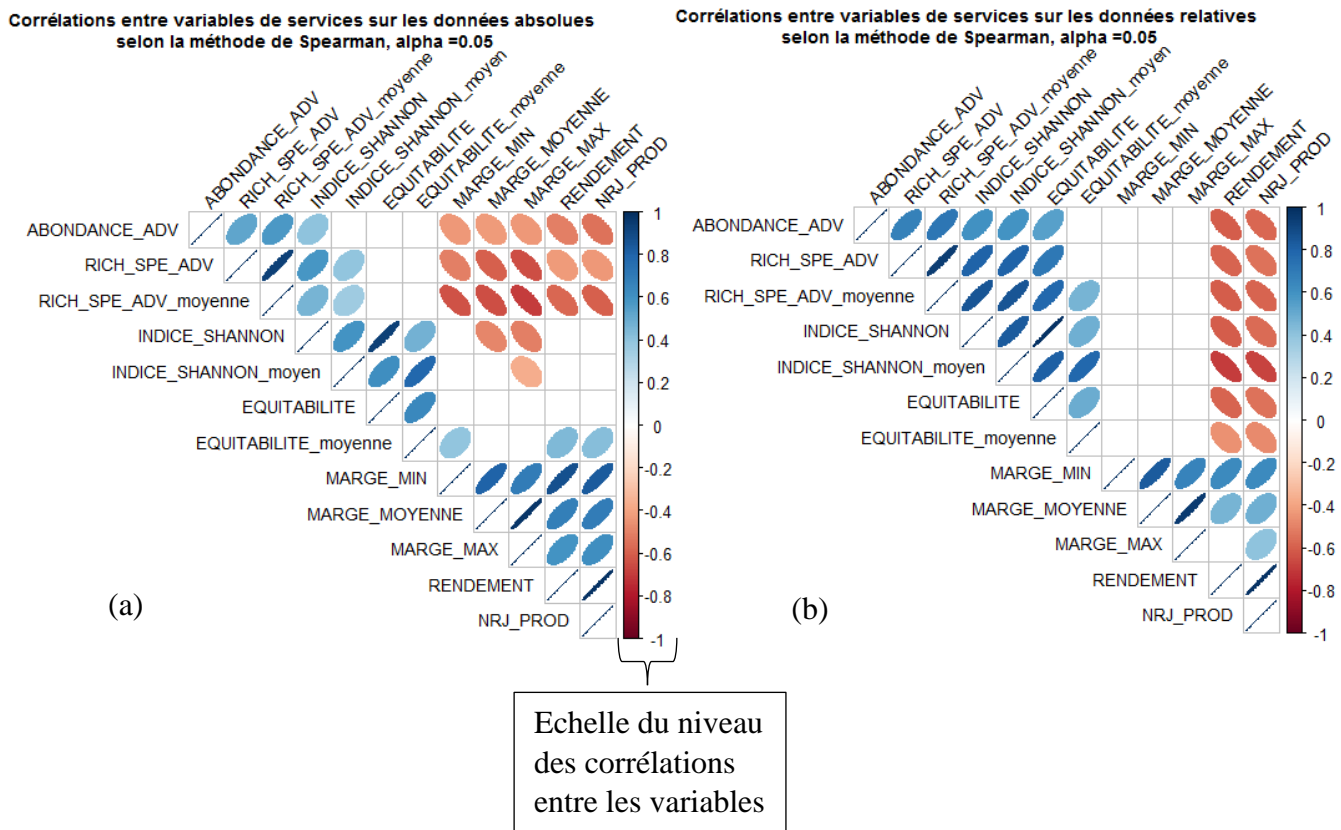 Corrélations entre variables de services sur les données absolues
selon la méthode de Spearman, alpha =0.05
ABONDANCE_ADV
RICH_SPE_ADV
RICH_SPE_ADV_moyenne
INDICE_SHANNON
INDICE_SHANNON_moyen
EQUITABILITE
EQUITABILITE_moyenne
MARGE_MIN
MARGE_MOYENNE
MARGE_MAX
RENDEMENT
NRJ_PROD
ABONDANCE_ADV
RICH_SPE_ADV
RICH_SPE_ADV_moyenne
INDICE_SHANNON
INDICE_SHANNON_moyen
EQUITABILITE
EQUITABILITE_moyenne
MARGE_MIN
MARGE_MOYENNE
MARGE_MAX
RENDEMENT
NRJ_PROD
1
0.8
0.6
0.4
0.2
0
-0.2
-0.4
-0.6
-0.8
-1
(a)
Corrélations entre variables de services sur les données relatives
selon la méthode de Spearman, alpha =0.05
ABONDANCE_ADV
RICH_SPE_ADV
RICH_SPE_ADV_moyenne
INDICE_SHANNON
INDICE_SHANNON_moyen
EQUITABILITE
EQUITABILITE_moyenne
MARGE_MIN
MARGE_MOYENNE
MARGE_MAX
RENDEMENT
NRJ_PROD
ABONDANCE_ADV
RICH_SPE_ADV
RICH_SPE_ADV_moyenne
INDICE_SHANNON
INDICE_SHANNON_moyen
EQUITABILITE
EQUITABILITE_moyenne
MARGE_MIN
MARGE_MOYENNE
MARGE_MAX
RENDEMENT
NRJ_PROD
1
0.8
0.6
0.4
0.2
0
-0.2
-0.4
-0.6
-0.8
-1
(b)
Echelle du niveau
des corrélations
entre les variables